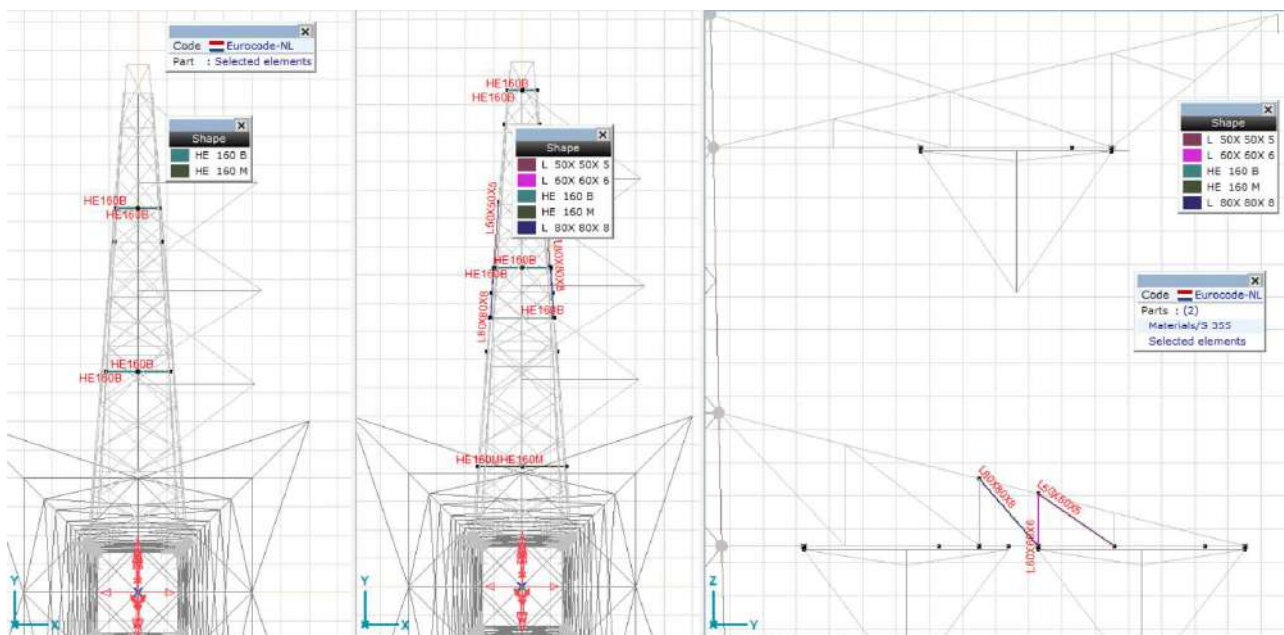 Code Eurocode-NL
Part : Selected elements
Shape
HE 160 B
HE 160 M
HE160B
HE160B
HE160B
HE160B
Y
X
HE160B
HE160B
Shape
L 50X 50X 5
L 60X 60X 6
HE 160 B
HE 160 M
L 80X 80X 8
L50X50X5
L80X80X8
HE160B
HE160B
L80X80X8
HE160M HE160M
Y
X
Shape
L 50X 50X 5
L 60X 60X 6
HE 160 B
HE 160 M
L 80X 80X 8
Code Eurocode-NL
Parts : (2)
Materials/S 355
Selected elements
L80X80X8
L60X60X6
Z
Y